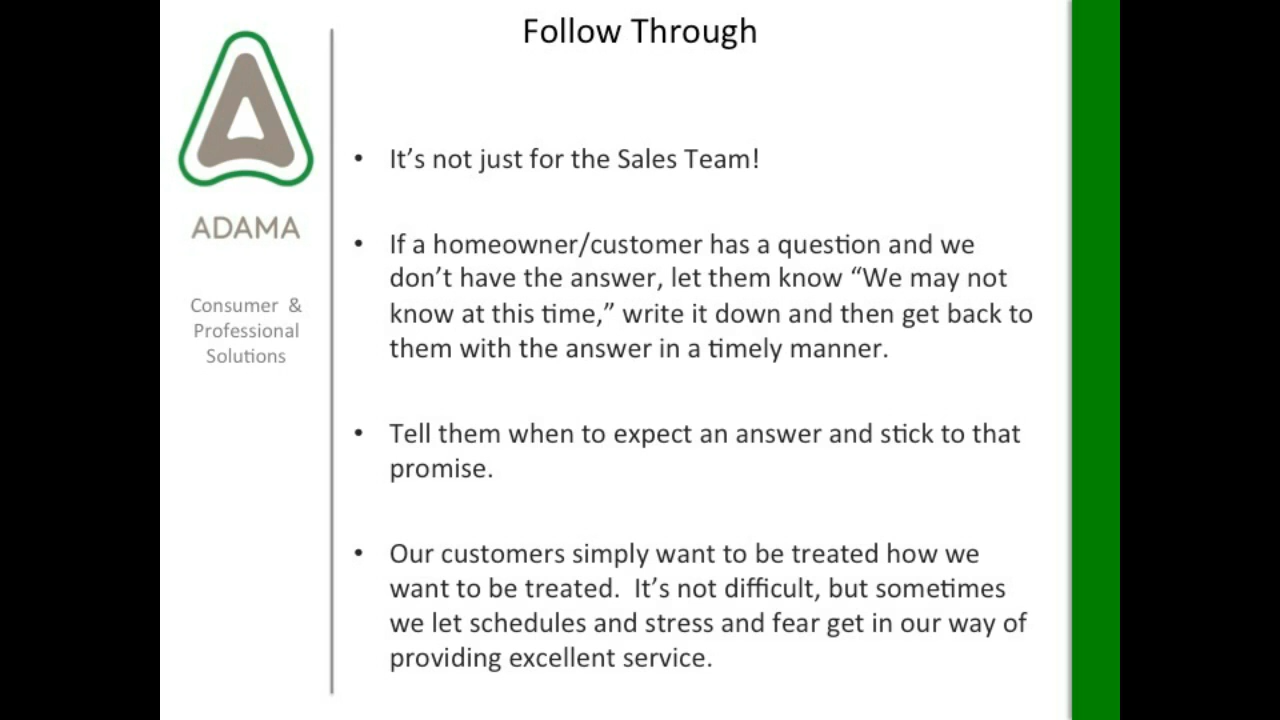 Follow Through
ADAMA
Consumer &
Professional
Solutions
• It’s not just for the Sales Team!
• If a homeowner/customer has a question and we
don’t have the answer, let them know “We may not
know at this time,” write it down and then get back to
them with the answer in a timely manner.
• Tell them when to expect an answer and stick to that
promise.
• Our customers simply want to be treated how we
want to be treated.  It’s not difficult, but sometimes
we let schedules and stress and fear get in our way of
providing excellent service.